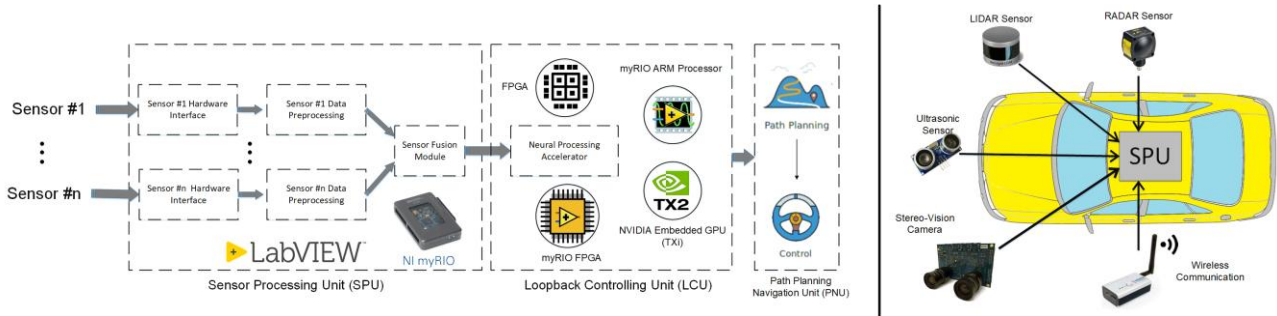 Sensor #1
Sensor #n
Sensor #1 Hardware
Interface
Sensor #1 Data
Preprocessing
Sensor #n Hardware
Interface
Sensor #n Data
Preprocessing
Sensor Fusion
Module
LabVIEW™
NI myRIO
Sensor Processing Unit (SPU)
FPGA
myRIO ARM Processor
Neural Processing
Accelerator
myRIO FPGA
TX2
NVIDIA Embedded GPU
(TXi)
Loopback Controlling Unit (LCU)
Path Planning
Control
Path Planning
Navigation Unit (PNU)
LIDAR Sensor
RADAR Sensor
Ultrasonic
Sensor
SPU
Stereo-Vision
Camera
Wireless
Communication